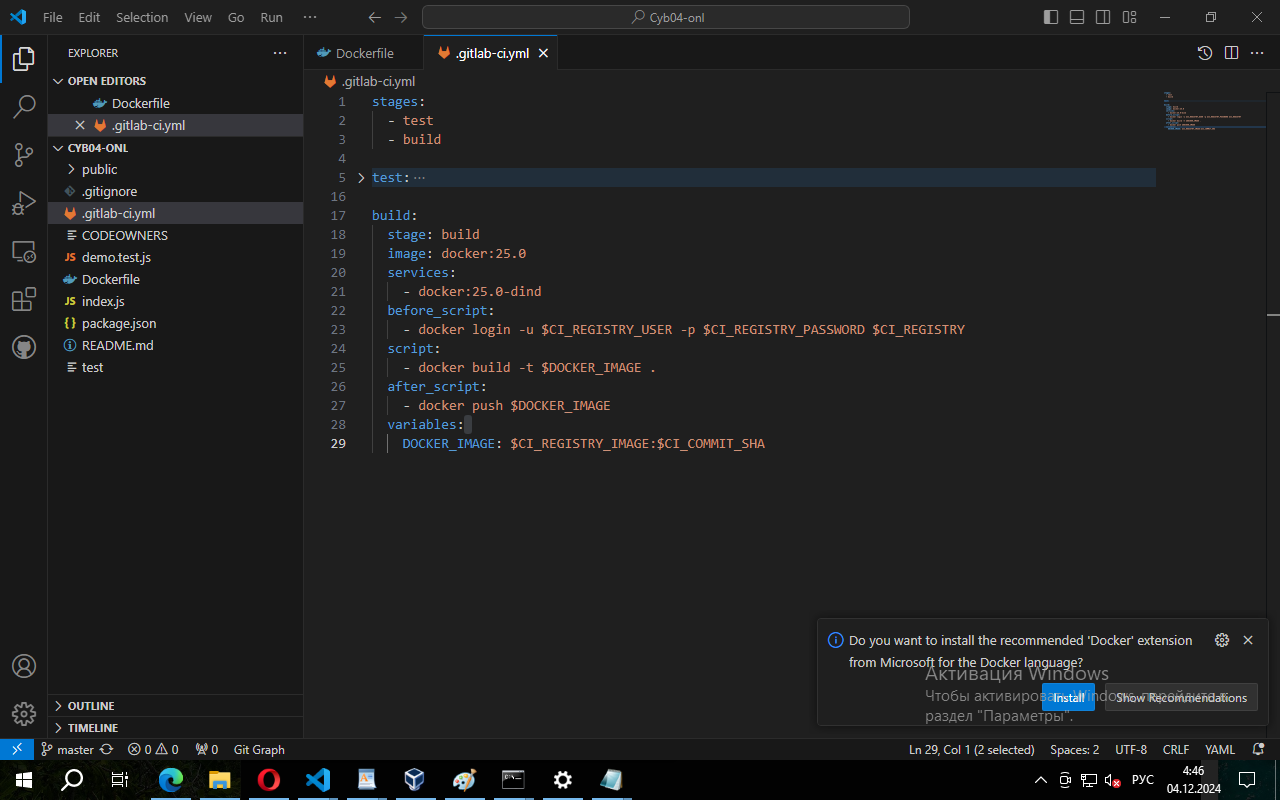 File Edit Selection View Go Run ··· Cyb04-onl
EXPLORER ···
OPEN EDITORS
Dockerfile
.gitlab-ci.yml
CYB04-ONL
public
.gitignore
.gitlab-ci.yml
CODEOWNERS
JS demo.test.js
Dockerfile
JS index.js
{} package.json
README.md
test
OUTLINE
TIMELINE
Dockerfile .gitlab-ci.yml ···
.gitlab-ci.yml
1 stages:
2 - test
3 - build
4
5 test:···
16
17 build:
18 stage: build
19 image: docker:25.0
20 services:
21 - docker:25.0-dind
22 before_script:
23 - docker login -u $CI_REGISTRY_USER -p $CI_REGISTRY_PASSWORD $CI_REGISTRY
24 script:
25 - docker build -t $DOCKER_IMAGE .
26 after_script:
27 - docker push $DOCKER_IMAGE
28 variables:
29 DOCKER_IMAGE: $CI_REGISTRY_IMAGE:$CI_COMMIT_SHA
Do you want to install the recommended 'Docker' extension
from Microsoft for the Docker language?
Install Show Recommendations
Активация Windows
Чтобы активировать Windows, перейдите в
раздел "Параметры".
master 0 0 0 Git Graph Ln 29, Col 1 (2 selected) Spaces: 2 UTF-8 CRLF YAML
РУС 4:46
04.12.2024